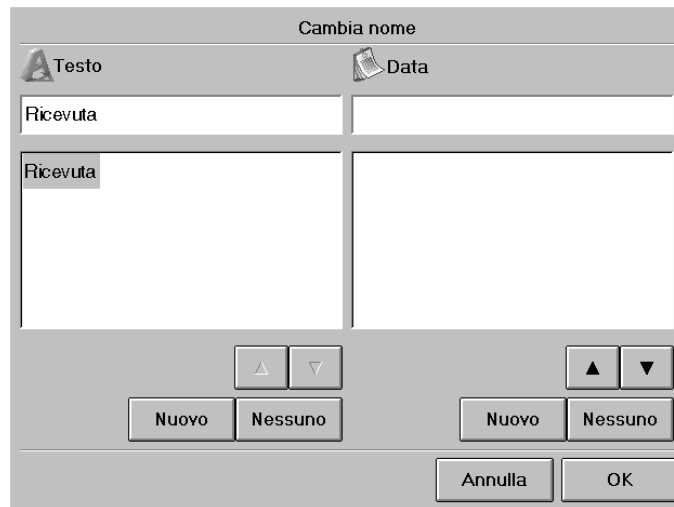 Cambia nome
Testo
Data
Ricevuta
Ricevuta
Nuovo
Nessuno
Nuovo
Nessuno
Annulla
OK